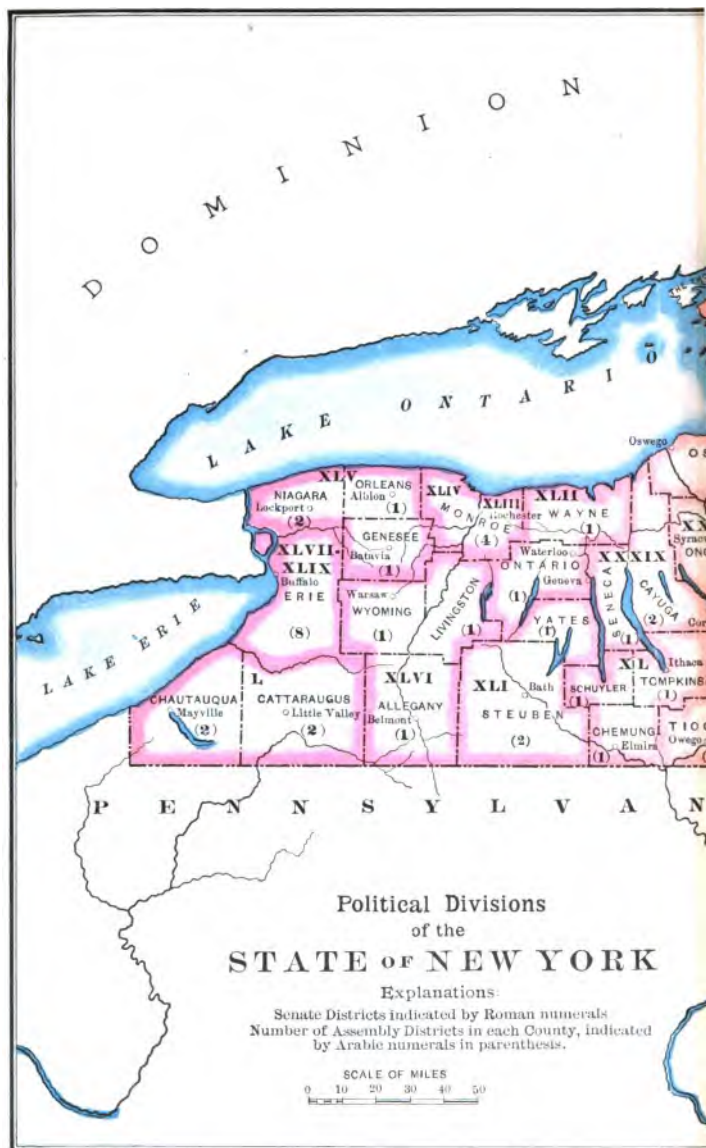 DOMINION
LAKE ONTARIO
Oswego
XLV
NIAGARA
Lockport
(2)
ORLEANS
Albion
(1)
XLIV
MONROE
(4)
XLIII
Rochester
XLII
WAYNE
(1)
GENESEE
Batavia
(1)
XLVII-
XLIX
Buffalo
ERIE
(8)
Warsaw
WYOMING
(1)
LIVINGSTON
(1)
Waterloo
ONTARIO
Geneva
(1)
XXXIX
SENECA
(1)
CAYUGA
(2)
Syracu
YATES
(1)
XL
Ithaca
TOMPKINS
(1)
LAKE ERIE
CHAUTAUQUA
Mayville
(2)
L
CATTARAUGUS
Little Valley
(2)
XLVI
ALLEGANY
Belmont
(1)
XLI
Bath
STEUBEN
(2)
SCHUYLER
(1)
CHEMUNG
Elmira
(1)
TIOG
Owego
PENNSYLVAN
Political Divisions
of the
STATE OF NEW YORK
Explanations:
Senate Districts indicated by Roman numerals
Number of Assembly Districts in each County, indicated
by Arabic numerals in parenthesis.
SCALE OF MILES
0 10 20 30 40 50